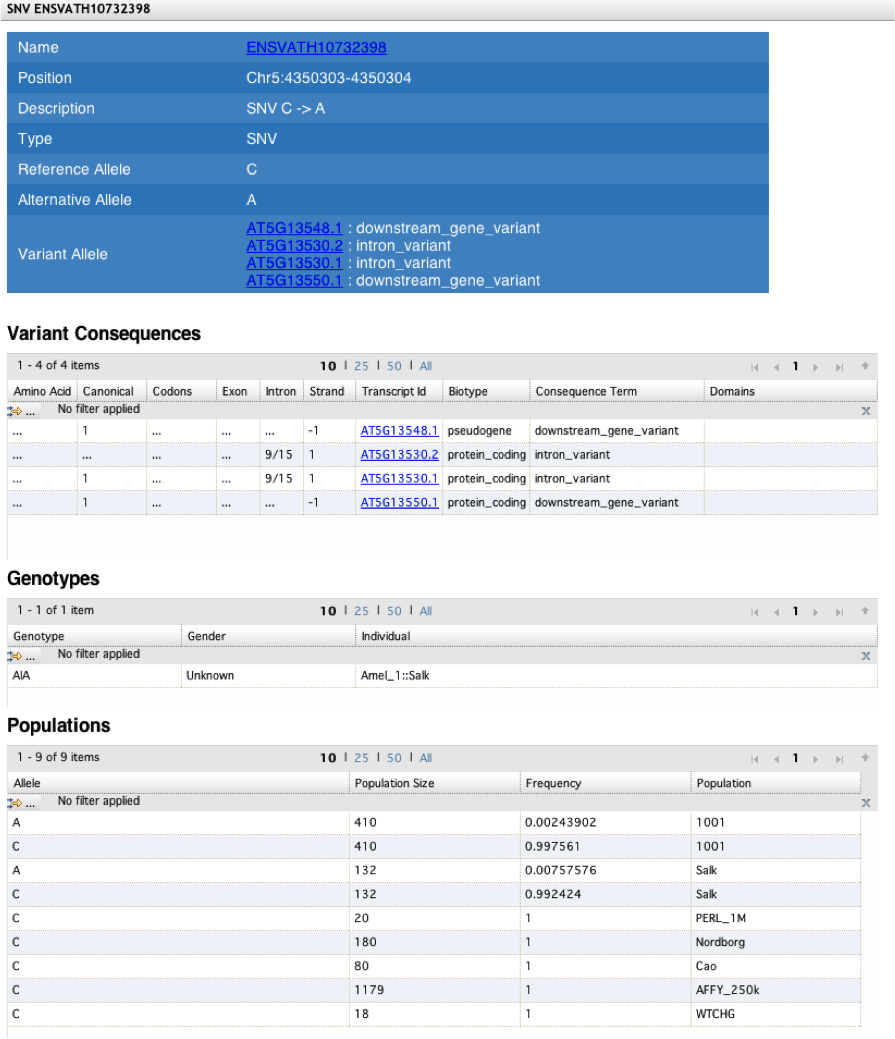 SNV ENSVATH10732398
Name ENSVATH10732398
Position Chr5:4350303-4350304
Description SNV C -> A
Type SNV
Reference Allele C
Alternative Allele A
Variant Allele
AT5G13548.1 : downstream_gene_variant
AT5G13530.2 : intron_variant
AT5G13530.1 : intron_variant
AT5G13550.1 : downstream_gene_variant
Variant Consequences
1 - 4 of 4 items 10 | 25 | 50 | All 1
Amino Acid Canonical Codons Exon Intron Strand Transcript Id Biotype Consequence Term Domains
... No filter applied x
... 1 ... ... ... -1 AT5G13548.1 pseudogene downstream_gene_variant
... ... ... ... 9/15 1 AT5G13530.2 protein_coding intron_variant
... 1 ... ... 9/15 1 AT5G13530.1 protein_coding intron_variant
... 1 ... ... ... -1 AT5G13550.1 protein_coding downstream_gene_variant
Genotypes
1 - 1 of 1 item 10 | 25 | 50 | All 1
Genotype Gender Individual
... No filter applied x
A|A Unknown Amel_1::Salk
Populations
1 - 9 of 9 items 10 | 25 | 50 | All 1
Allele Population Size Frequency Population
... No filter applied x
A 410 0.00243902 1001
C 410 0.997561 1001
A 132 0.00757576 Salk
C 132 0.992424 Salk
C 20 1 PERL_1M
C 180 1 Nordborg
C 80 1 Cao
C 1179 1 AFFY_250k
C 18 1 WTCHG